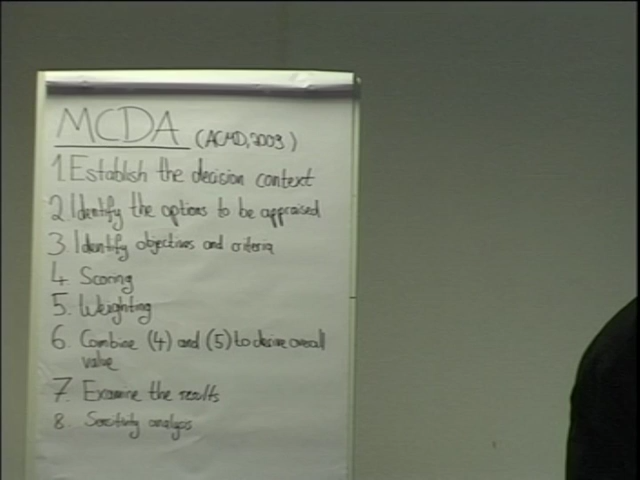 MCDA (ACMD, 2009)
1. Establish the decision context
2. Identify the options to be appraised
3 Identify objectives and criteria
4. Scoring
5. Weighting
6. Combine (4) and (5) to derive overall
value
7. Examine the results
8. Sensitivity analysis